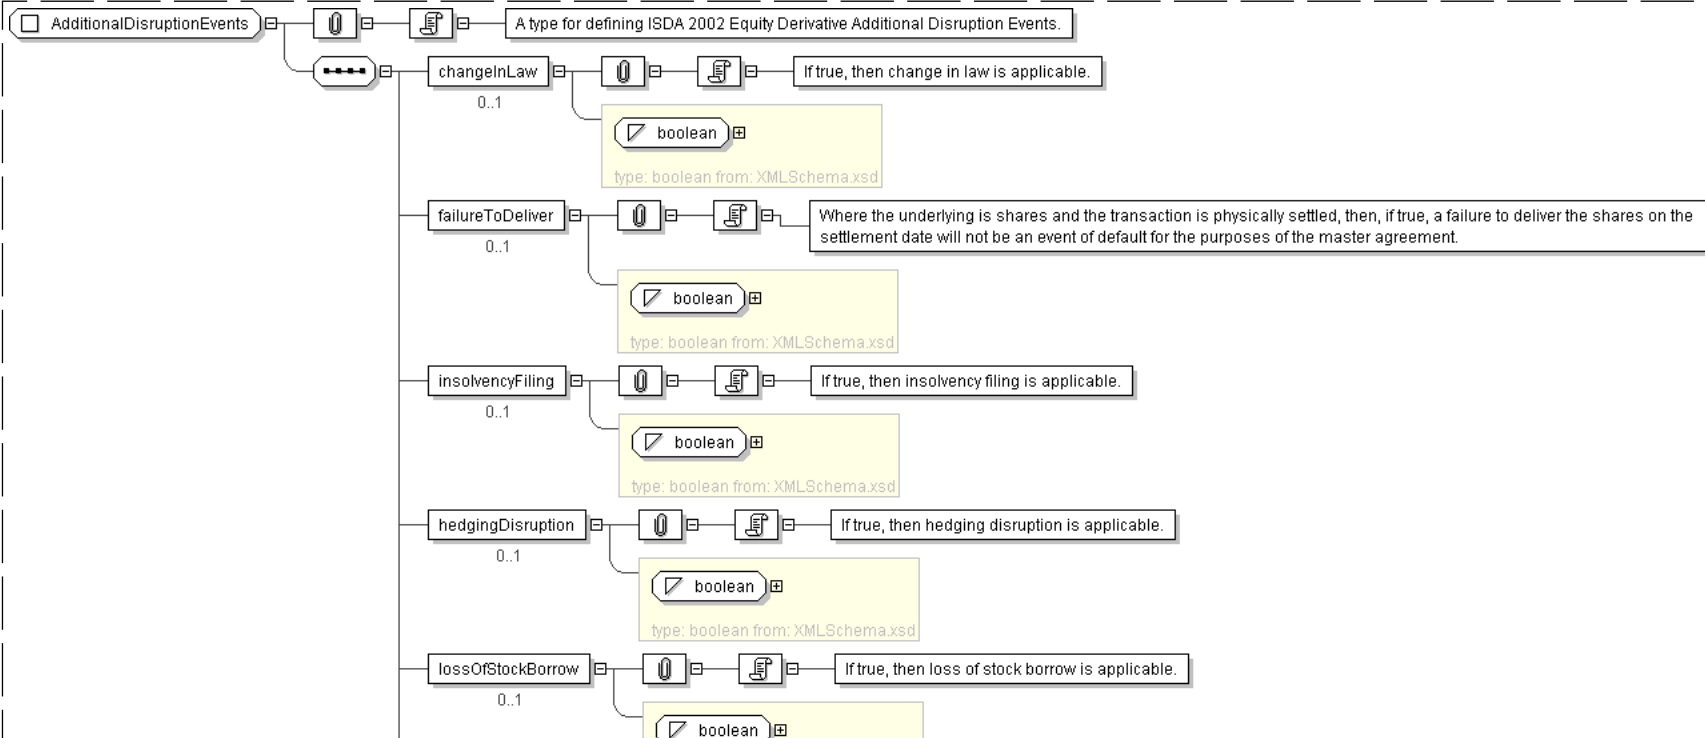 AdditionalDisruptionEvents
A type for defining ISDA 2002 Equity Derivative Additional Disruption Events.
changeInLaw
If true, then change in law is applicable.
0..1
boolean
type: boolean from: XMLSchema.xsd
failureToDeliver
Where the underlying is shares and the transaction is physically settled, then, if true, a failure to deliver the shares on the
settlement date will not be an event of default for the purposes of the master agreement.
0..1
boolean
type: boolean from: XMLSchema.xsd
insolvencyFiling
If true, then insolvency filing is applicable.
0..1
boolean
type: boolean from: XMLSchema.xsd
hedgingDisruption
If true, then hedging disruption is applicable.
0..1
boolean
type: boolean from: XMLSchema.xsd
lossOfStockBorrow
If true, then loss of stock borrow is applicable.
0..1
boolean